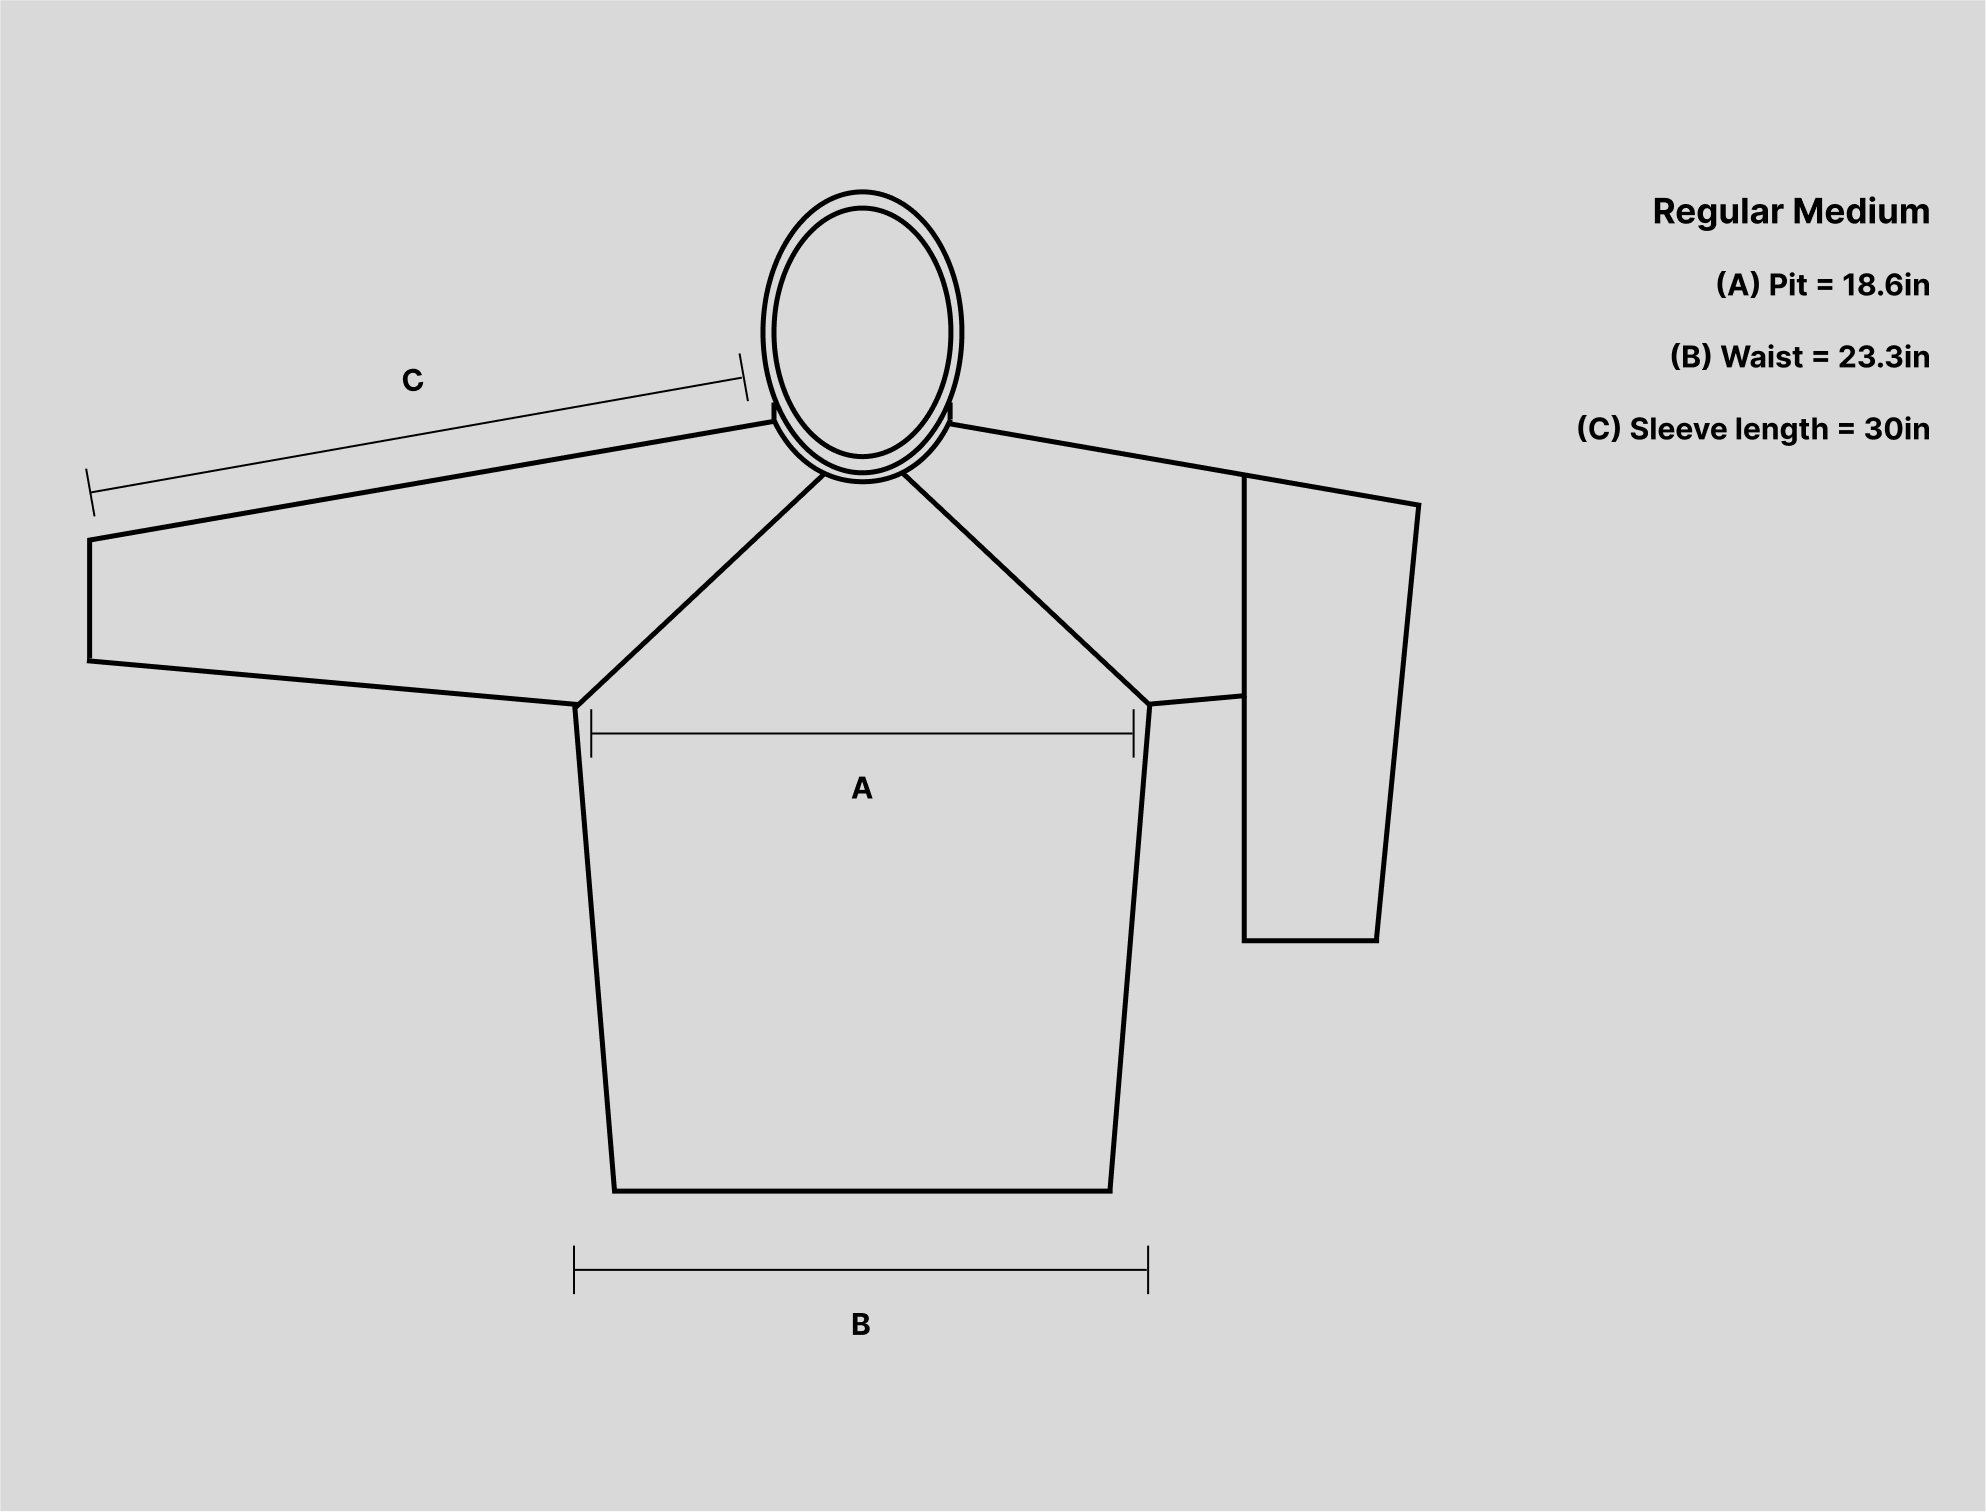 Regular Medium
(A) Pit = 18.6in
(B) Waist = 23.3in
(C) Sleeve length = 30in
C
A
B